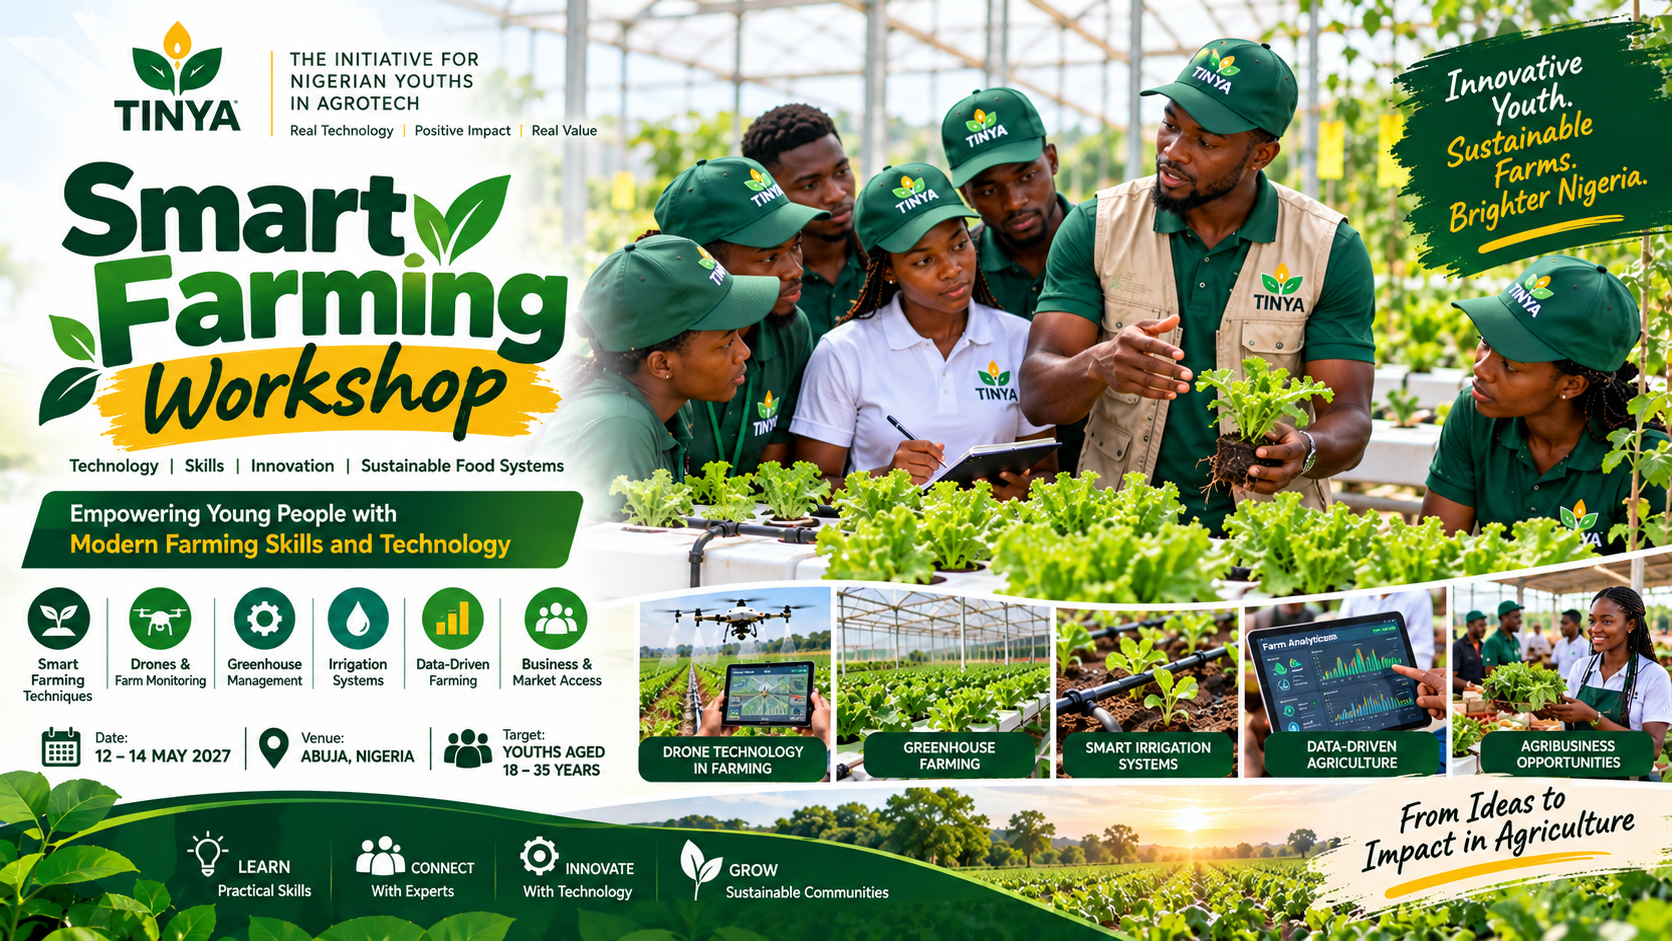 TINYA
THE INITIATIVE FOR
NIGERIAN YOUTHS
IN AGROTECH
Real Technology | Positive Impact | Real Value
Smart
Farming
Workshop
Technology | Skills | Innovation | Sustainable Food Systems
Empowering Young People with
Modern Farming Skills and Technology
Smart
Farming
Techniques
Drones &
Farm Monitoring
Greenhouse
Management
Irrigation
Systems
Data-Driven
Farming
Business &
Market Access
Date:
12 – 14 MAY 2027
Venue:
ABUJA, NIGERIA
Target:
YOUTHS AGED
18 – 35 YEARS
Innovative
Youth.
Sustainable
Farms.
Brighter Nigeria.
TINYA
TINYA
TINYA
TINYA
TINYA
TINYA
TINYA
TINYA
DRONE TECHNOLOGY
IN FARMING
GREENHOUSE
FARMING
SMART IRRIGATION
SYSTEMS
Farm Analyticass
DATA-DRIVEN
AGRICULTURE
AGRIBUSINESS
OPPORTUNITIES
LEARN
Practical Skills
CONNECT
With Experts
INNOVATE
With Technology
GROW
Sustainable Communities
From Ideas to
Impact in Agriculture